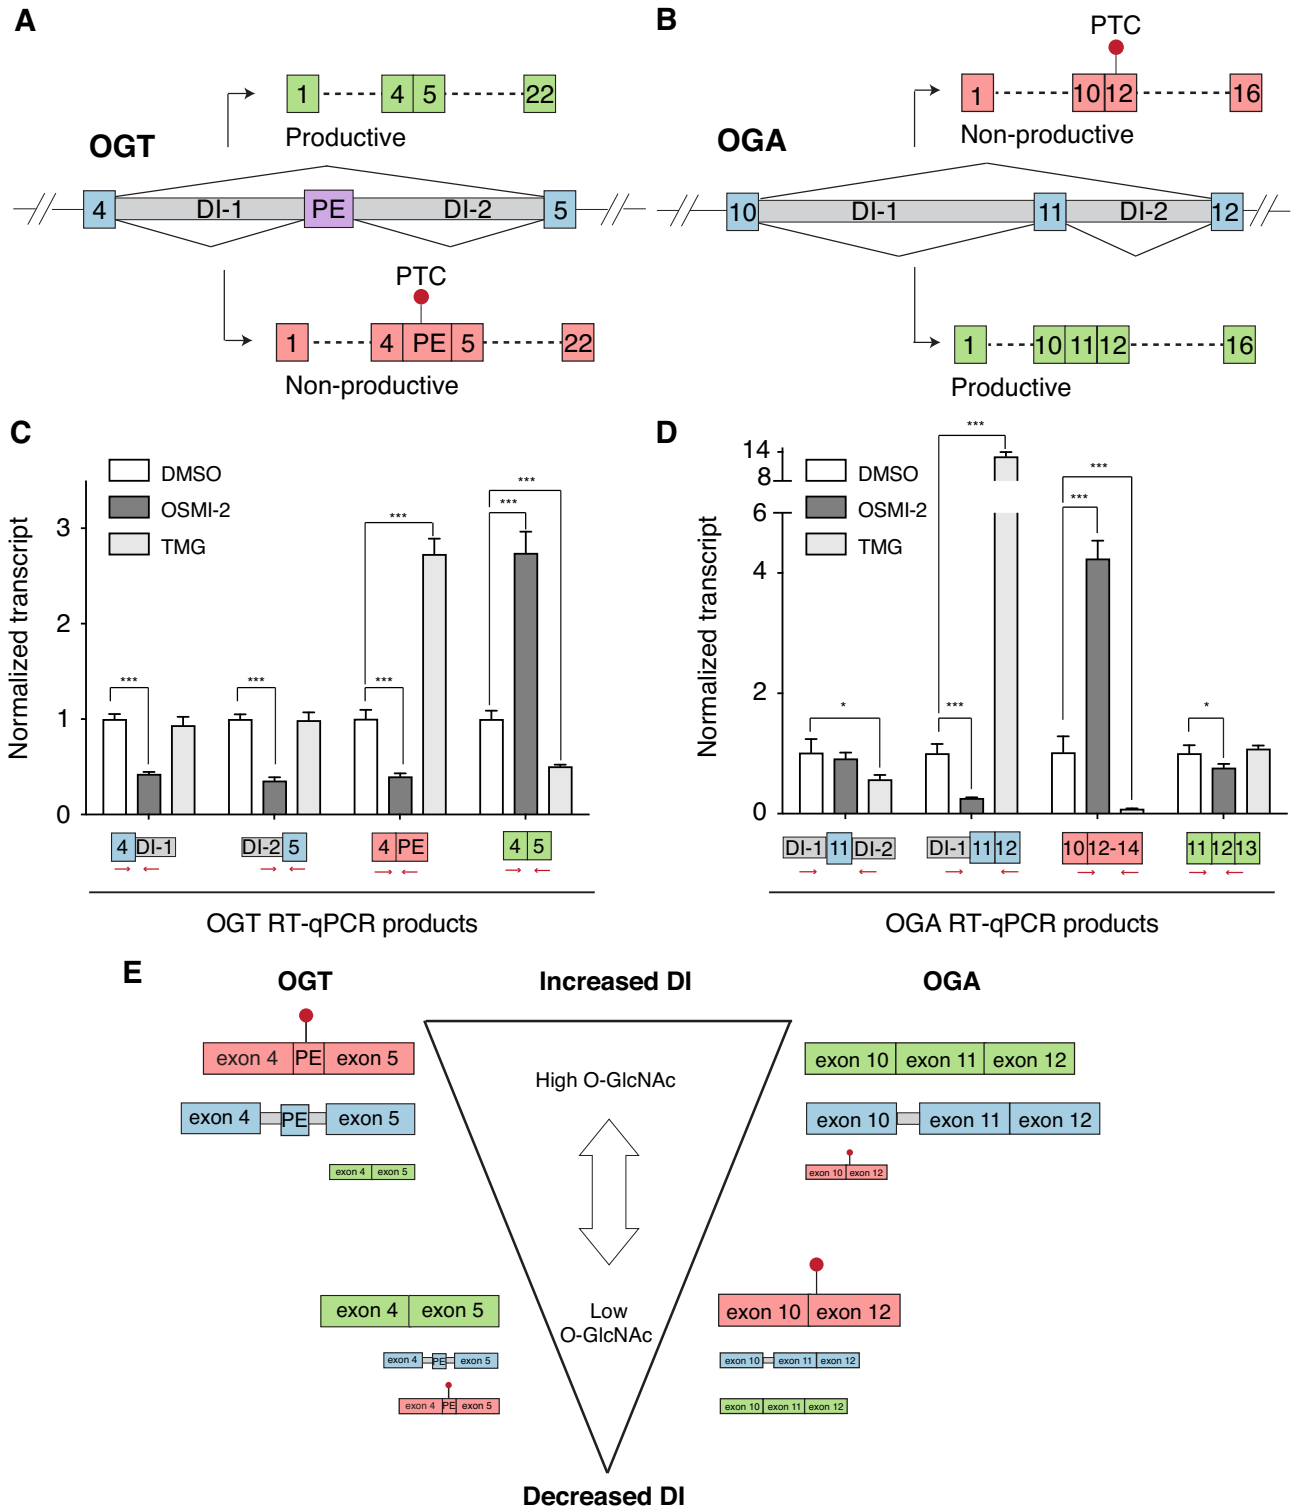 A
1 4 5 22
Productive
OGT
4 DI-1 PE DI-2 5
PTC
1 4 PE 5 22
Non-productive
B
PTC
1 10 12 16
Non-productive
OGA
10 DI-1 11 DI-2 12
1 10 11 12 16
Productive
C
Normalized transcript
3
2
1
0
DMSO
OSMI-2
TMG
***
***
***
***
***
***
4 DI-1
DI-2 5
4 PE
4 5
OGT RT-qPCR products
D
Normalized transcript
14
8
6
4
2
0
DMSO
OSMI-2
TMG
*
***
***
***
***
*
DI-1 11 DI-2
DI-1 11 12
10 12-14
11 12 13
OGA RT-qPCR products
E
OGT
Increased DI
OGA
exon 4 PE exon 5
exon 4 PE exon 5
exon 4 exon 5
High O-GlcNAc
exon 10 exon 11 exon 12
exon 10 exon 11 exon 12
exon 10 exon 12
exon 4 exon 5
exon 4 PE exon 5
exon 4 PE exon 5
Low
O-GlcNAc
exon 10 exon 12
exon 10 exon 11 exon 12
exon 10 exon 11 exon 12
Decreased DI